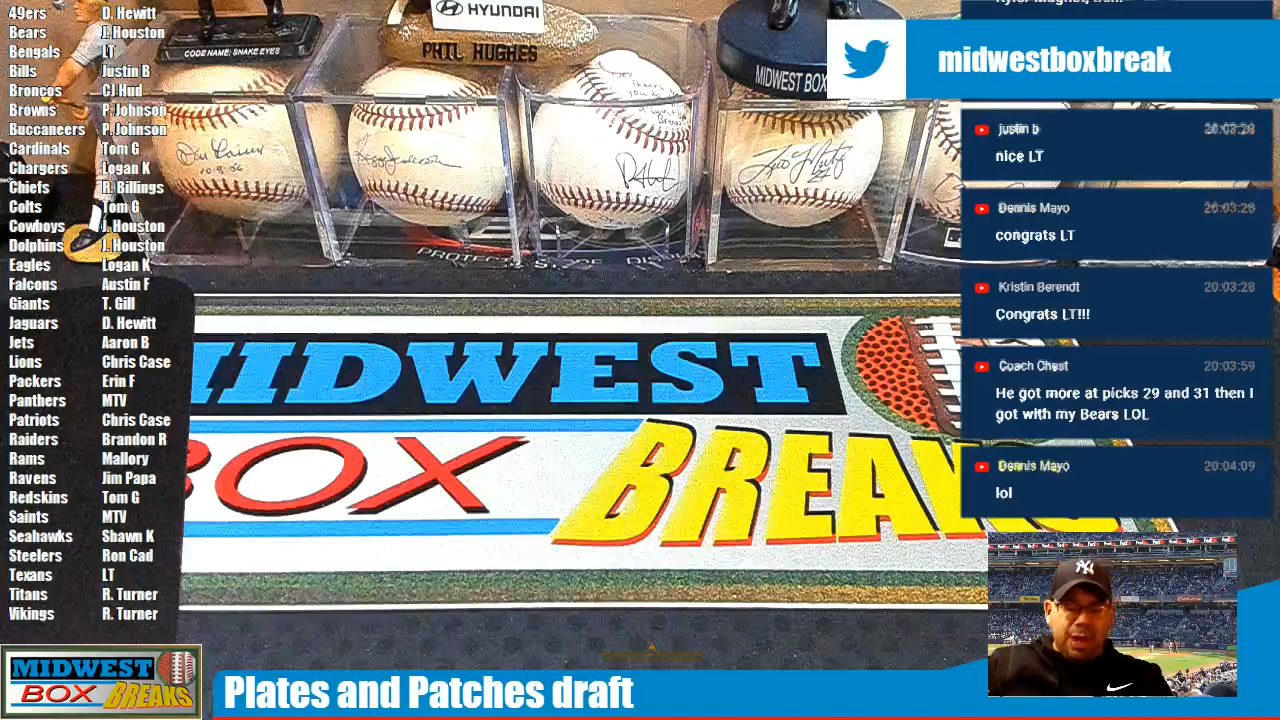 49ers D. Hewitt
Bears J. Houston
Bengals LT
Bills Justin B
Broncos CJ Hud
Browns P. Johnson
Buccaneers P. Johnson
Cardinals Tom G
Chargers Logan K
Chiefs R. Billings
Colts Tom G
Cowboys J. Houston
Dolphins J. Houston
Eagles Logan K
Falcons Austin F
Giants T. Gill
Jaguars D. Hewitt
Jets Aaron B
Lions Chris Case
Packers Erin F
Panthers MTV
Patriots Chris Case
Raiders Brandon R
Rams Mallory
Ravens Jim Papa
Redskins Tom G
Saints MTV
Seahawks Shawn K
Steelers Ron Cad
Texans LT
Titans R. Turner
Vikings R. Turner
CODE NAME: SNAKE EYES
HYUNDAI
PHIL HUGHES
MIDWEST BOX
midwestboxbreak
justin b 20:03:28
nice LT
Dennis Mayo 20:03:28
congrats LT
Kristin Berendt 20:03:28
Congrats LT!!!
Coach Chest 20:03:59
He got more at picks 29 and 31 then I
got with my Bears LOL
Dennis Mayo 20:04:09
lol
MIDWEST
BOX BREAKS
MIDWEST
BOX BREAKS
Plates and Patches draft